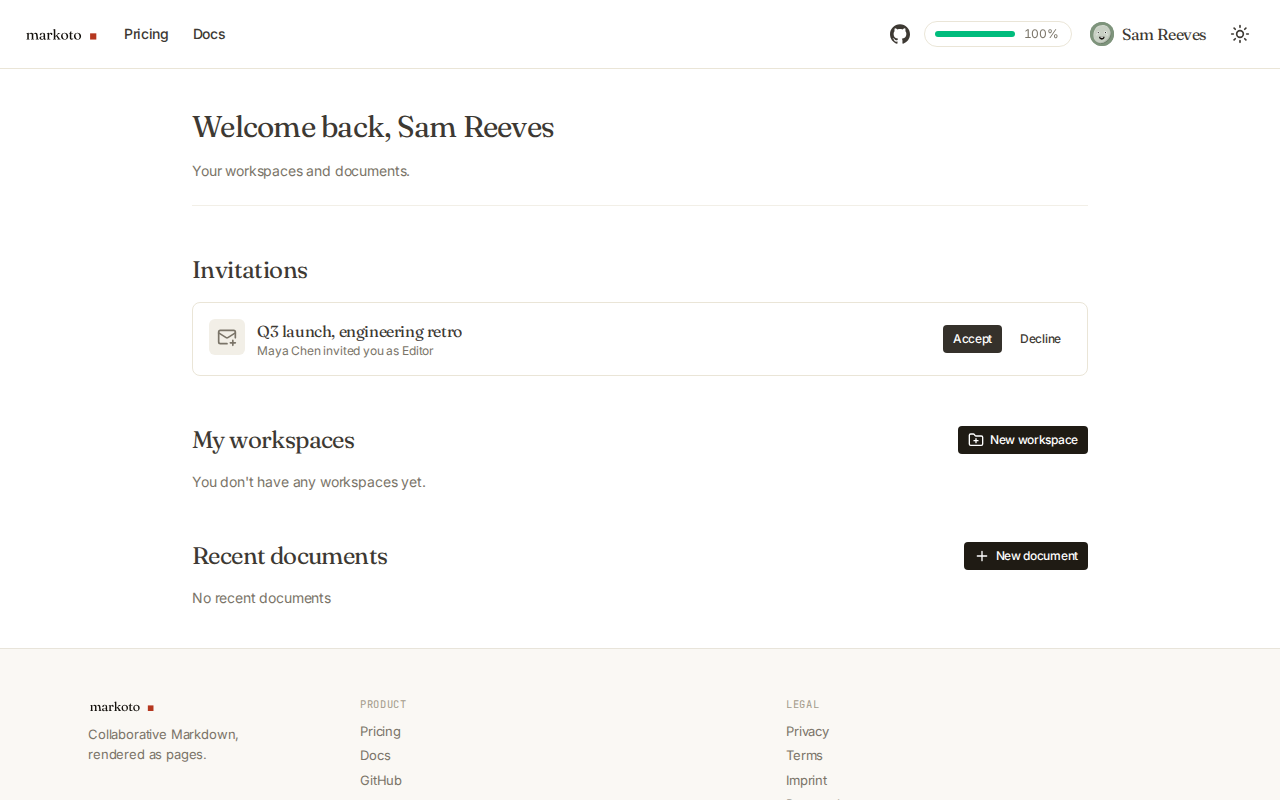 markoto
Pricing
Docs
100%
Sam Reeves
Welcome back, Sam Reeves
Your workspaces and documents.
Invitations
Q3 launch, engineering retro
Maya Chen invited you as Editor
Accept
Decline
My workspaces
New workspace
You don't have any workspaces yet.
Recent documents
New document
No recent documents
markoto
Collaborative Markdown,
rendered as pages.
PRODUCT
Pricing
Docs
GitHub
LEGAL
Privacy
Terms
Imprint